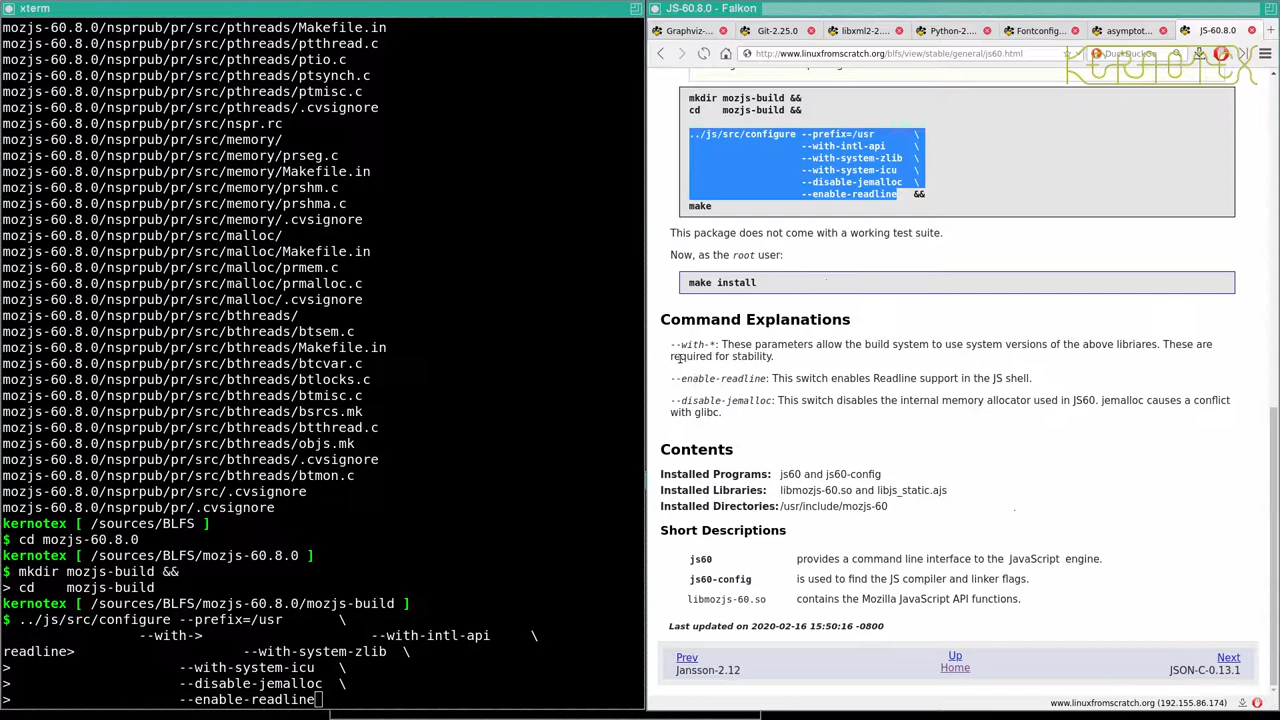 xterm
mozjs-60.8.0/nsprpub/pr/src/pthreads/Makefile.in
mozjs-60.8.0/nsprpub/pr/src/pthreads/ptthread.c
mozjs-60.8.0/nsprpub/pr/src/pthreads/ptio.c
mozjs-60.8.0/nsprpub/pr/src/pthreads/ptsynch.c
mozjs-60.8.0/nsprpub/pr/src/pthreads/ptmisc.c
mozjs-60.8.0/nsprpub/pr/src/pthreads/.cvsignore
mozjs-60.8.0/nsprpub/pr/src/nspr.rc
mozjs-60.8.0/nsprpub/pr/src/memory/
mozjs-60.8.0/nsprpub/pr/src/memory/prseg.c
mozjs-60.8.0/nsprpub/pr/src/memory/Makefile.in
mozjs-60.8.0/nsprpub/pr/src/memory/prshm.c
mozjs-60.8.0/nsprpub/pr/src/memory/prshma.c
mozjs-60.8.0/nsprpub/pr/src/memory/.cvsignore
mozjs-60.8.0/nsprpub/pr/src/malloc/
mozjs-60.8.0/nsprpub/pr/src/malloc/Makefile.in
mozjs-60.8.0/nsprpub/pr/src/malloc/prmem.c
mozjs-60.8.0/nsprpub/pr/src/malloc/prmalloc.c
mozjs-60.8.0/nsprpub/pr/src/malloc/.cvsignore
mozjs-60.8.0/nsprpub/pr/src/bthreads/
mozjs-60.8.0/nsprpub/pr/src/bthreads/btsem.c
mozjs-60.8.0/nsprpub/pr/src/bthreads/Makefile.in
mozjs-60.8.0/nsprpub/pr/src/bthreads/btcvar.c
mozjs-60.8.0/nsprpub/pr/src/bthreads/btlocks.c
mozjs-60.8.0/nsprpub/pr/src/bthreads/btmisc.c
mozjs-60.8.0/nsprpub/pr/src/bthreads/bsrcs.mk
mozjs-60.8.0/nsprpub/pr/src/bthreads/btthread.c
mozjs-60.8.0/nsprpub/pr/src/bthreads/objs.mk
mozjs-60.8.0/nsprpub/pr/src/bthreads/.cvsignore
mozjs-60.8.0/nsprpub/pr/src/bthreads/btmon.c
mozjs-60.8.0/nsprpub/pr/src/.cvsignore
mozjs-60.8.0/nsprpub/pr/.cvsignore
kernotex [ /sources/BLFS ]
$ cd mozjs-60.8.0
kernotex [ /sources/BLFS/mozjs-60.8.0 ]
$ mkdir mozjs-build &&
> cd    mozjs-build
kernotex [ /sources/BLFS/mozjs-60.8.0/mozjs-build ]
$ ../js/src/configure --prefix=/usr       \
--with->                     --with-intl-api     \
readline>                     --with-system-zlib  \
>                     --with-system-icu   \
>                     --disable-jemalloc  \
>                     --enable-readline
JS-60.8.0 - Falkon
Graphviz-... Git-2.25.0 libxml2-2.... Python-2.... Fontconfig... asymptot... JS-60.8.0
http://www.linuxfromscratch.org/blfs/view/stable/general/js60.html DuckDuckGo
KERNOTEX
mkdir mozjs-build &&
cd    mozjs-build &&
../js/src/configure --prefix=/usr       \
--with-intl-api     \
--with-system-zlib  \
--with-system-icu   \
--disable-jemalloc  \
--enable-readline   &&
make
This package does not come with a working test suite.
Now, as the root user:
make install
Command Explanations
--with-*: These parameters allow the build system to use system versions of the above libriares. These are
required for stability.
--enable-readline: This switch enables Readline support in the JS shell.
--disable-jemalloc: This switch disables the internal memory allocator used in JS60. jemalloc causes a conflict
with glibc.
Contents
Installed Programs: js60 and js60-config
Installed Libraries: libmozjs-60.so and libjs_static.ajs
Installed Directories: /usr/include/mozjs-60
Short Descriptions
js60 provides a command line interface to the JavaScript engine.
js60-config is used to find the JS compiler and linker flags.
libmozjs-60.so contains the Mozilla JavaScript API functions.
Last updated on 2020-02-16 15:50:16 -0800
Prev Up Next
Jansson-2.12 Home JSON-C-0.13.1
www.linuxfromscratch.org (192.155.86.174)